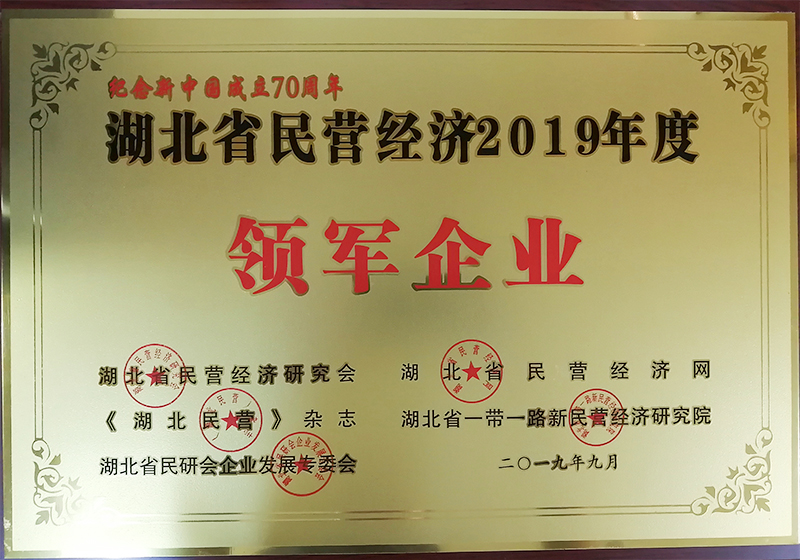 纪念新中国成立70周年
湖北省民营经济2019年度
领军企业
湖北省民营经济研究会
湖北省民营经济网
《湖北民营》杂志
湖北省一带一路新民营经济研究院
湖北省民研会企业发展专委会
二〇一九年九月